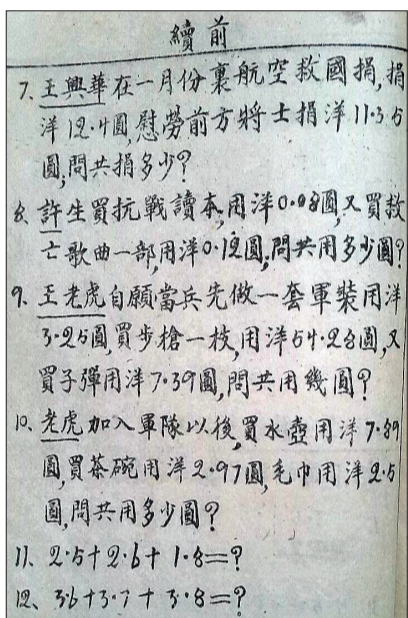 續前
7、王興華在一月份裏航空救國捐,捐
洋12.4圓,慰勞前方將士捐洋11.35
圓,問共捐多少?
8、許生買抗戰讀本,用洋0.08圓,又買救
亡歌曲一部,用洋0.12圓,問共用多少圓?
9、王老虎自願當兵先做一套軍裝用洋
3.25圓,買步槍一枝,用洋54.28圓,又
買子彈用洋7.39圓,問共用幾圓?
10、老虎加入軍隊以後,買水壺用洋7.89
圓,買茶碗用洋2.97圓,毛巾用洋2.5
圓,問共用多少圓?
11、2.5+2.6+1.8=?
12、3.6+3.7+3.8=?